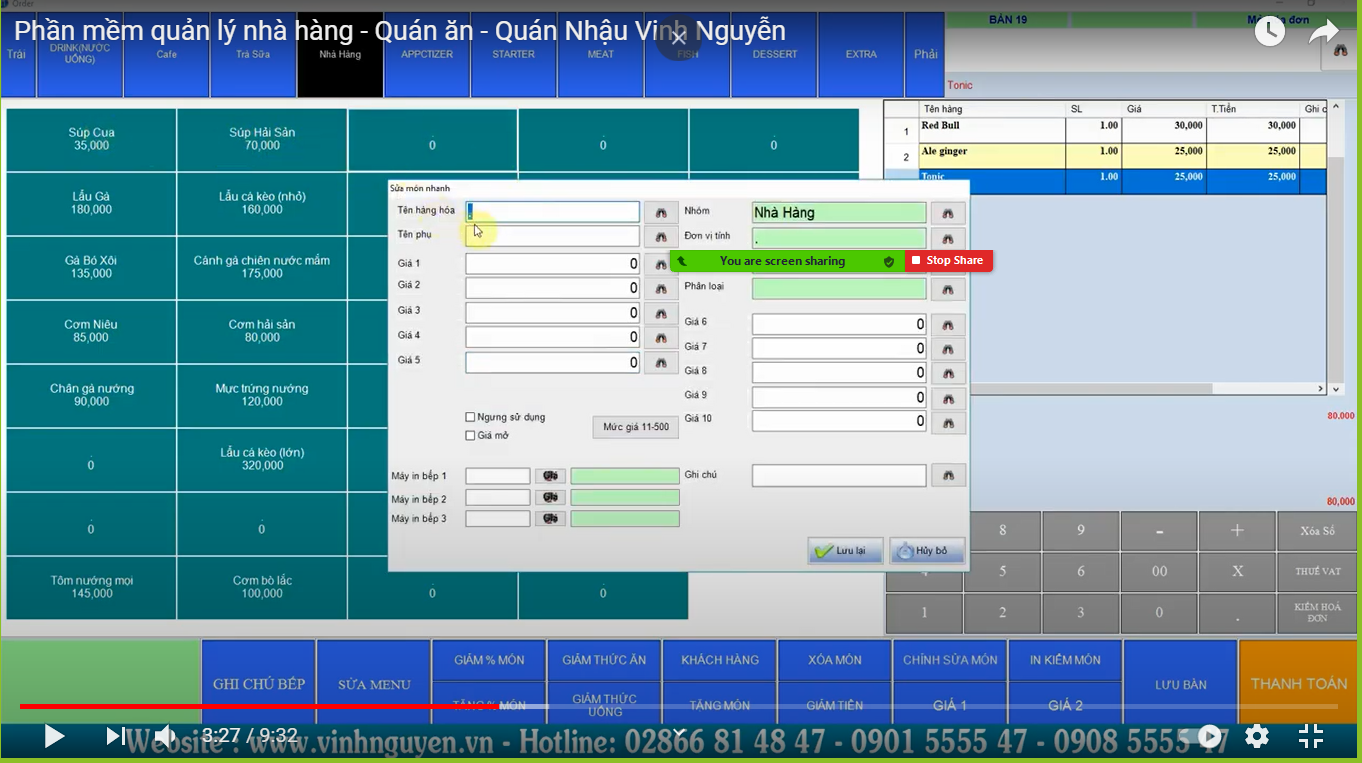 Order
Phần mềm quản lý nhà hàng - Quán ăn - Quán Nhậu Vinh Nguyễn
BÀN 19
Trái
DRINK(NƯỚC UỐNG)
Cafe
Trà Sữa
Nhà Hàng
APPCTIZER
STARTER
MEAT
FISH
DESSERT
EXTRA
Phải
Tonic
Tên hàng SL Giá T.Tiền Ghi c
1 Red Bull 1.00 30,000 30,000
2 Ale ginger 1.00 25,000 25,000
Tonic 1.00 25,000 25,000
Súp Cua
35,000
Súp Hải Sản
70,000
.
0
.
0
.
0
Lẩu Gà
180,000
Lẩu cá kèo (nhỏ)
160,000
Gà Bó Xôi
135,000
Cánh gà chiên nước mắm
175,000
Cơm Niêu
85,000
Cơm hải sản
80,000
Chân gà nướng
90,000
Mực trứng nướng
120,000
.
0
Lẩu cá kèo (lớn)
320,000
.
0
.
0
Tôm nướng mọi
145,000
Cơm bò lắc
100,000
.
0
.
0
Sửa món nhanh
Tên hàng hóa .
Nhóm Nhà Hàng
Tên phụ
Đơn vị tính .
You are screen sharing
Stop Share
Giá 1 0
Giá 2 0
Phân loại
Giá 3 0
Giá 6 0
Giá 4 0
Giá 7 0
Giá 5 0
Giá 8 0
Giá 9 0
Ngưng sử dụng
Giá mở
Mức giá 11-500
Giá 10 0
Máy in bếp 1
Ghi chú
Máy in bếp 2
Máy in bếp 3
Lưu lại
Hủy bỏ
80,000
80,000
8 9 - + Xóa Số
4 5 6 00 X THUẾ VAT
1 2 3 0 . KIỂM HOÁ ĐƠN
GHI CHÚ BẾP
SỬA MENU
GIẢM % MÓN
GIẢM THỨC ĂN
KHÁCH HÀNG
XÓA MÓN
CHỈNH SỬA MÓN
IN KIỂM MÓN
LƯU BÀN
THANH TOÁN
TĂNG % MÓN
GIẢM THỨC UỐNG
TẶNG MÓN
GIẢM TIỀN
GIÁ 1
GIÁ 2
3:27 / 9:32
Website : www.vinhnguyen.vn - Hotline: 02866 81 48 47 - 0901 5555 47 - 0908 5555 47